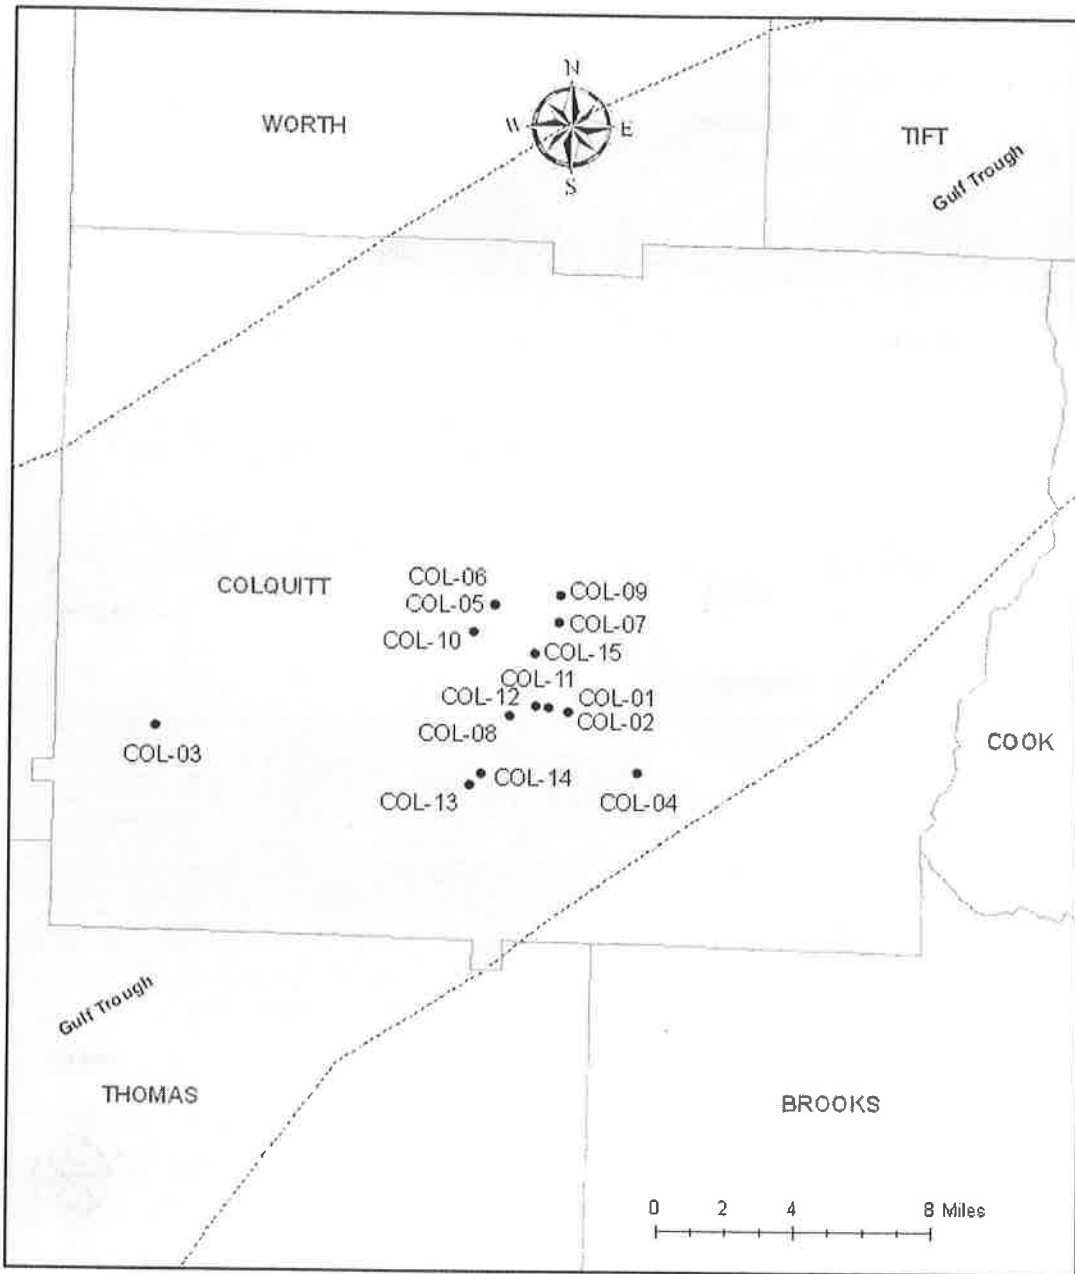 N
WORTH
W
E
TIFT
S
Gulf Trough
COLQUITT
COL-06
COL-05
COL-09
COL-10
COL-07
COL-15
COL-11
COL-12
COL-01
COL-02
COL-08
COL-03
COL-14
COL-13
COL-04
COOK
Gulf Trough
THOMAS
BROOKS
0 2 4 8 Miles